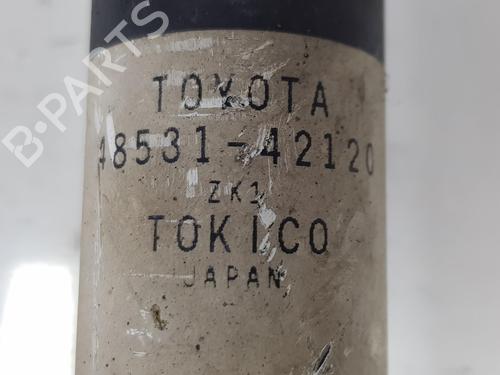 B-PARTS
TOYOTA
48531-42120
ZK1
TOKICO
JAPAN